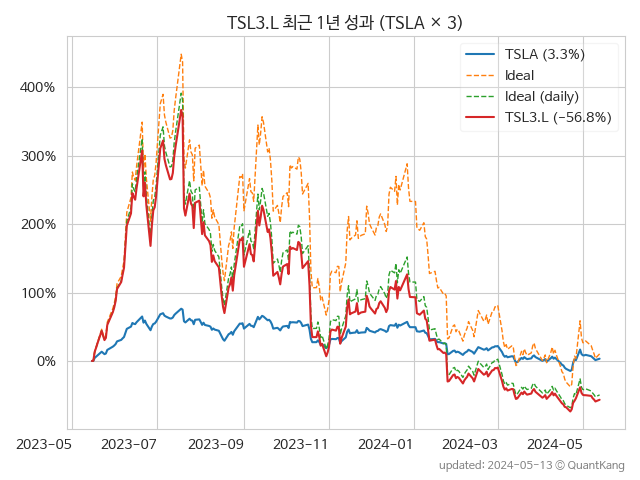 TSL3.L 최근 1년 성과 (TSLA × 3)
TSLA (3.3%)
Ideal
Ideal (daily)
TSL3.L (−56.8%)
400%
300%
200%
100%
0%
2023−05 2023−07 2023−09 2023−11 2024−01 2024−03 2024−05
updated: 2024-05-13 ⓒ QuantKang